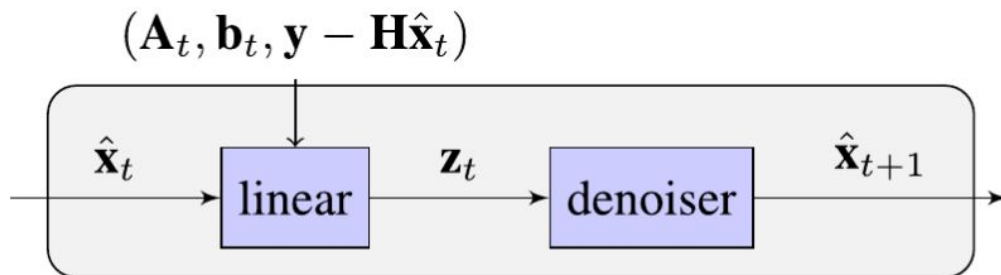 (A_t, b_t, y − Hx̂_t)
x̂_t linear z_t denoiser x̂_{t+1}